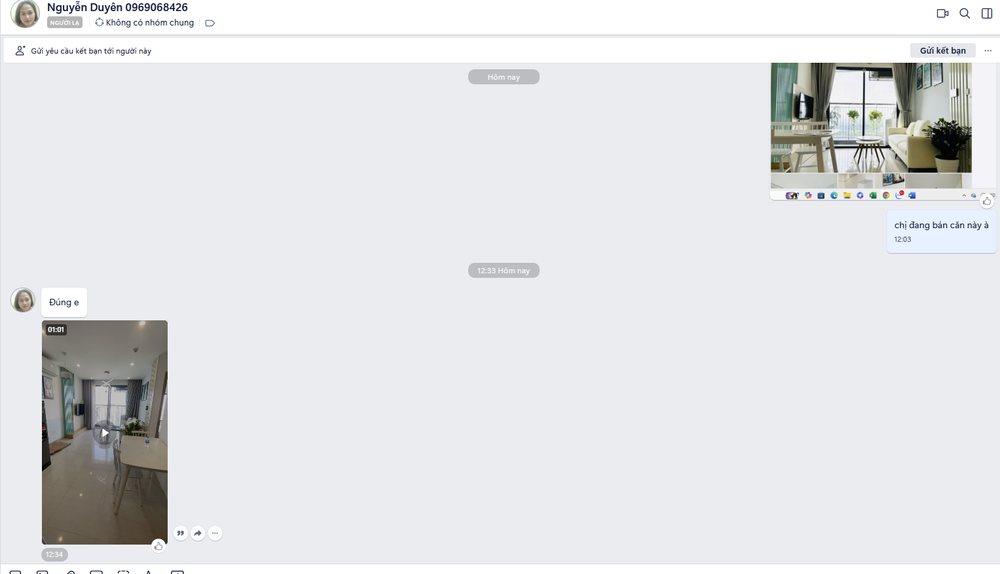 Nguyễn Duyên 0969068426
NGƯỜI LẠ
Không có nhóm chung
Gửi yêu cầu kết bạn tới người này
Gửi kết bạn
Hôm nay
chị đang bán căn này à
12:03
12:33 Hôm nay
Đúng e
01:01
12:34